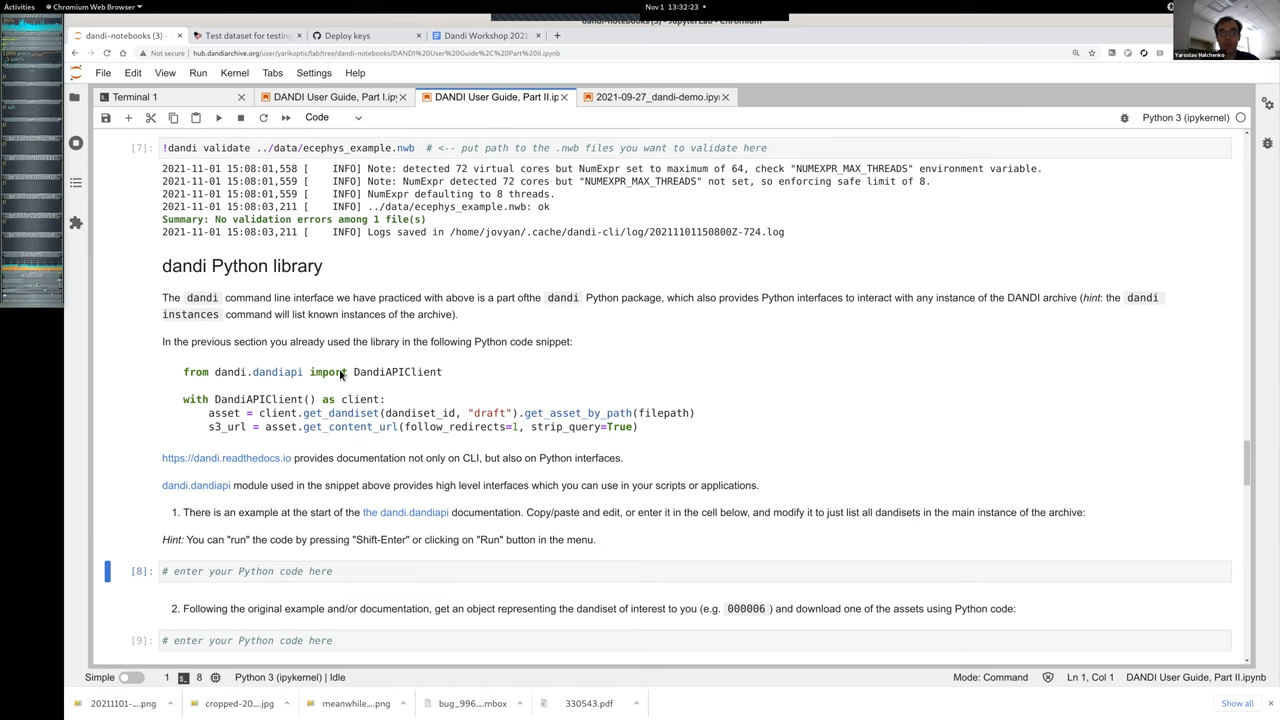 Activities
Chromium Web Browser
Nov 1 13:32:23
dandi-notebooks (3) -
Test dataset for testing
Deploy keys
Dandi Workshop 2021
Not secure
hub.dandiarchive.org/user/yarikoptic/lab/tree/dandi-notebooks/DANDI%20User%20Guide%2C%20Part%20II.ipynb
Yaroslav Halchenko
File Edit View Run Kernel Tabs Settings Help
Terminal 1
DANDI User Guide, Part I.ipy
DANDI User Guide, Part II.ip
2021-09-27_dandi-demo.ipy
Code
Python 3 (ipykernel)
[7]: !dandi validate ../data/ecephys_example.nwb # <-- put path to the .nwb files you want to validate here
2021-11-01 15:08:01,558 [ INFO] Note: detected 72 virtual cores but NumExpr set to maximum of 64, check "NUMEXPR_MAX_THREADS" environment variable.
2021-11-01 15:08:01,559 [ INFO] Note: NumExpr detected 72 cores but "NUMEXPR_MAX_THREADS" not set, so enforcing safe limit of 8.
2021-11-01 15:08:01,559 [ INFO] NumExpr defaulting to 8 threads.
2021-11-01 15:08:03,211 [ INFO] ../data/ecephys_example.nwb: ok
Summary: No validation errors among 1 file(s)
2021-11-01 15:08:03,211 [ INFO] Logs saved in /home/jovyan/.cache/dandi-cli/log/20211101150800Z-724.log
dandi Python library
The dandi command line interface we have practiced with above is a part ofthe dandi Python package, which also provides Python interfaces to interact with any instance of the DANDI archive (hint: the dandi
instances command will list known instances of the archive).
In the previous section you already used the library in the following Python code snippet:
from dandi.dandiapi import DandiAPIClient
with DandiAPIClient() as client:
asset = client.get_dandiset(dandiset_id, "draft").get_asset_by_path(filepath)
s3_url = asset.get_content_url(follow_redirects=1, strip_query=True)
https://dandi.readthedocs.io provides documentation not only on CLI, but also on Python interfaces.
dandi.dandiapi module used in the snippet above provides high level interfaces which you can use in your scripts or applications.
1. There is an example at the start of the the dandi.dandiapi documentation. Copy/paste and edit, or enter it in the cell below, and modify it to just list all dandisets in the main instance of the archive:
Hint: You can "run" the code by pressing "Shift-Enter" or clicking on "Run" button in the menu.
[8]: # enter your Python code here
2. Following the original example and/or documentation, get an object representing the dandiset of interest to you (e.g. 000006 ) and download one of the assets using Python code:
[9]: # enter your Python code here
Simple 1 8 Python 3 (ipykernel) | Idle Mode: Command Ln 1, Col 1 DANDI User Guide, Part II.ipynb
20211101-....png cropped-20....jpg meanwhile....png bug_996....mbox 330543.pdf Show all